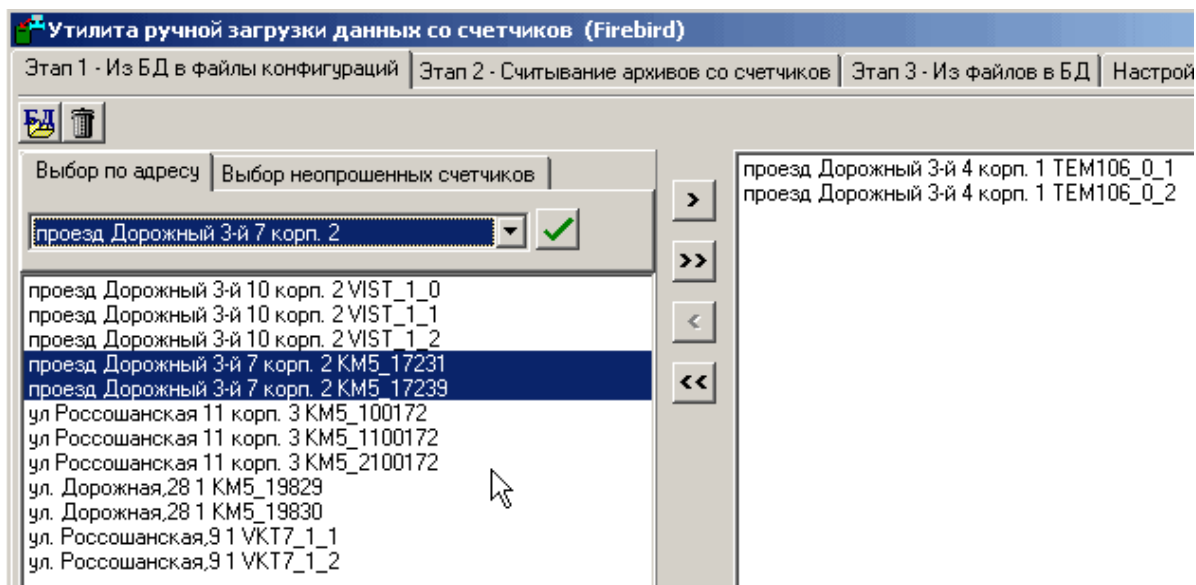 Утилита ручной загрузки данных со счетчиков (Firebird)
Этап 1 - Из БД в файлы конфигураций
Этап 2 - Считывание архивов со счетчиков
Этап 3 - Из файлов в БД
Настрой
БД
Выбор по адресу
Выбор неопрошенных счетчиков
проезд Дорожный 3-й 7 корп. 2
проезд Дорожный 3-й 10 корп. 2 VIST_1_0
проезд Дорожный 3-й 10 корп. 2 VIST_1_1
проезд Дорожный 3-й 10 корп. 2 VIST_1_2
проезд Дорожный 3-й 7 корп. 2 KM5_17231
проезд Дорожный 3-й 7 корп. 2 KM5_17239
ул Россошанская 11 корп. 3 KM5_100172
ул Россошанская 11 корп. 3 KM5_1100172
ул Россошанская 11 корп. 3 KM5_2100172
ул. Дорожная,28 1 KM5_19829
ул. Дорожная,28 1 KM5_19830
ул. Россошанская,9 1 VKT7_1_1
ул. Россошанская,9 1 VKT7_1_2
>
>>
<
<<
проезд Дорожный 3-й 4 корп. 1 TEM106_0_1
проезд Дорожный 3-й 4 корп. 1 TEM106_0_2